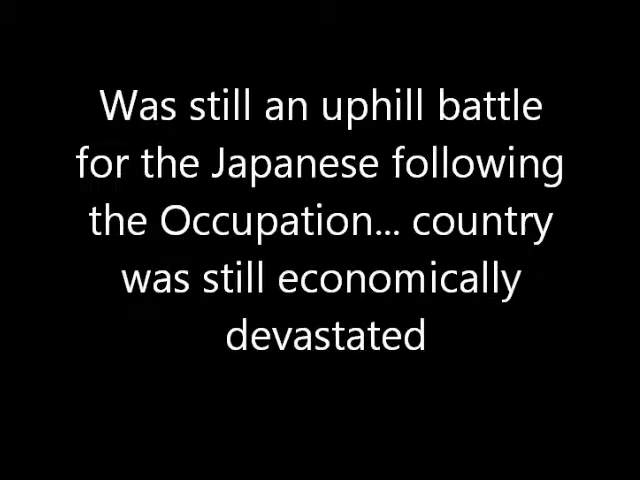 Was still an uphill battle
for the Japanese following
the Occupation... country
was still economically
devastated